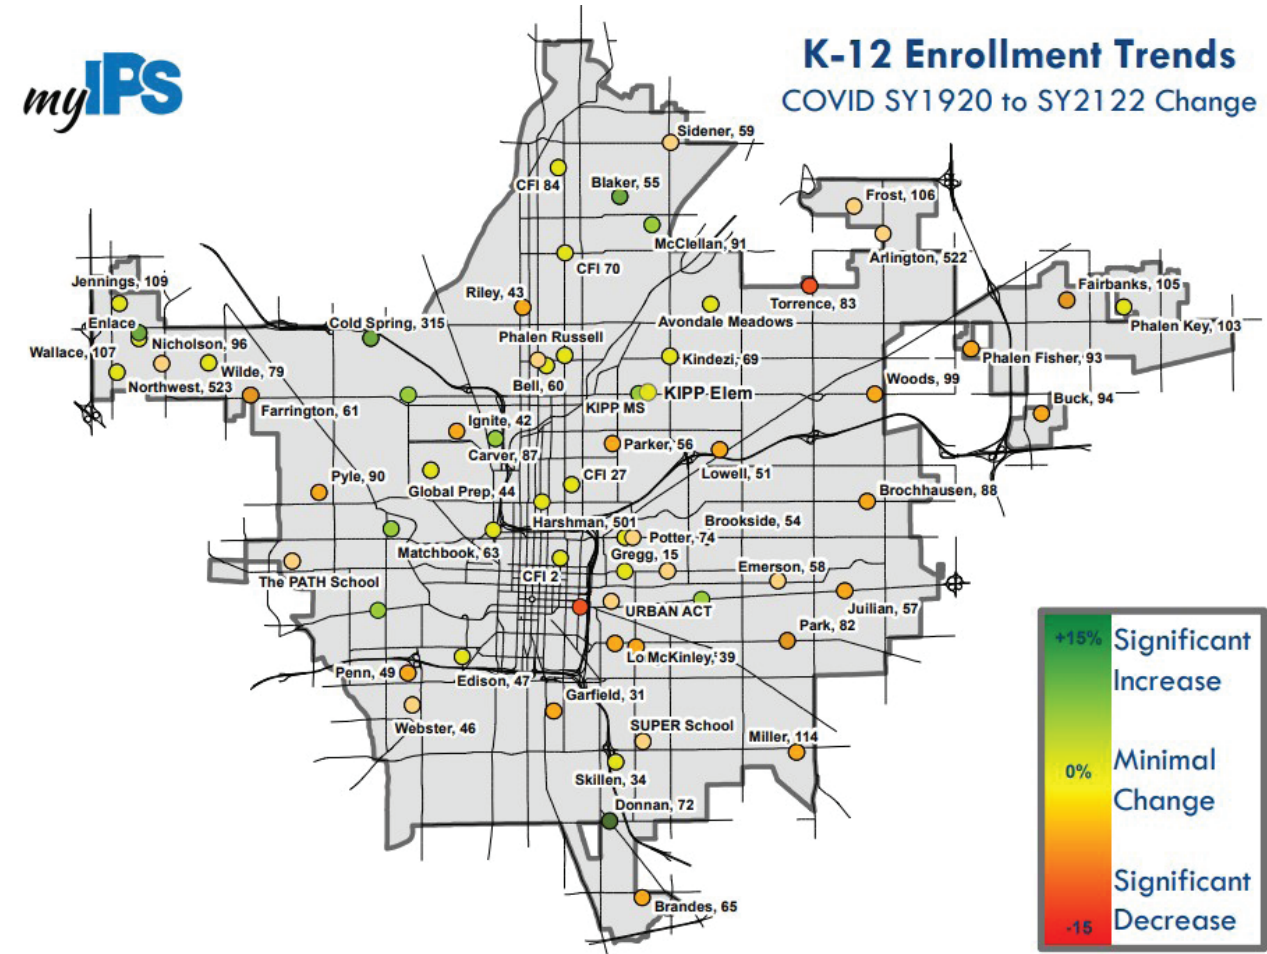 myIPS
K-12 Enrollment Trends
COVID SY1920 to SY2122 Change
Sidener, 59
CFI 84
Blaker, 55
Frost, 106
McClellan, 91
Arlington, 522
CFI 70
Jennings, 109
Riley, 43
Torrence, 83
Fairbanks, 105
Enlace
Cold Spring, 315
Avondale Meadows
Phalen Key, 103
Wallace, 107
Nicholson, 96
Phalen Russell
Wilde, 79
Kindezi, 69
Phalen Fisher, 93
Northwest, 523
Bell, 60
Woods, 99
KIPP Elem
KIPP MS
Buck, 94
Farrington, 61
Ignite, 42
Parker, 56
Carver, 87
Lowell, 51
Pyle, 90
CFI 27
Global Prep, 44
Brochhausen, 88
Harshman, 501
Brookside, 54
Potter, 74
Matchbook, 63
Gregg, 15
Emerson, 58
The PATH School
CFI 2
URBAN ACT
Juilian, 57
Park, 82
Lo McKinley, 39
Penn, 49
Edison, 47
Garfield, 31
Webster, 46
SUPER School
Miller, 114
Skillen, 34
Donnan, 72
Brandes, 65
+15%
Significant
Increase
0%
Minimal
Change
Significant
Decrease
-15